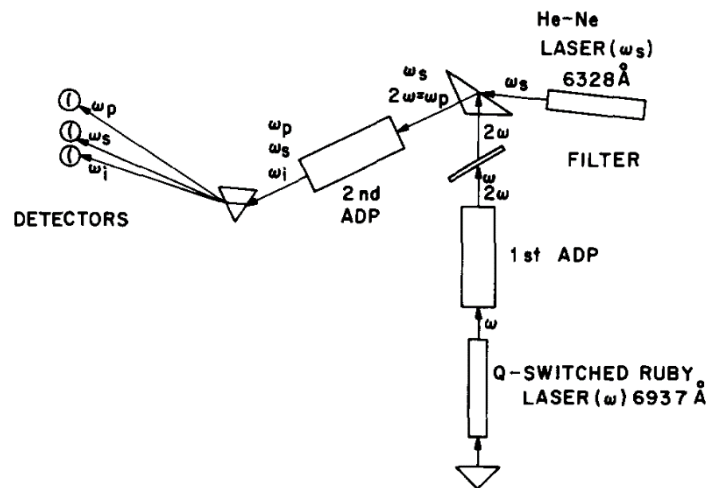 He-Ne
LASER(ωs)
6328Å
ωs
ωs
2ω=ωp
2ω
FILTER
ω
2ω
ωp
ωs
ωi
ωp
ωs
ωi
2nd
ADP
DETECTORS
1st ADP
ω
Q-SWITCHED RUBY
LASER(ω) 6937 Å